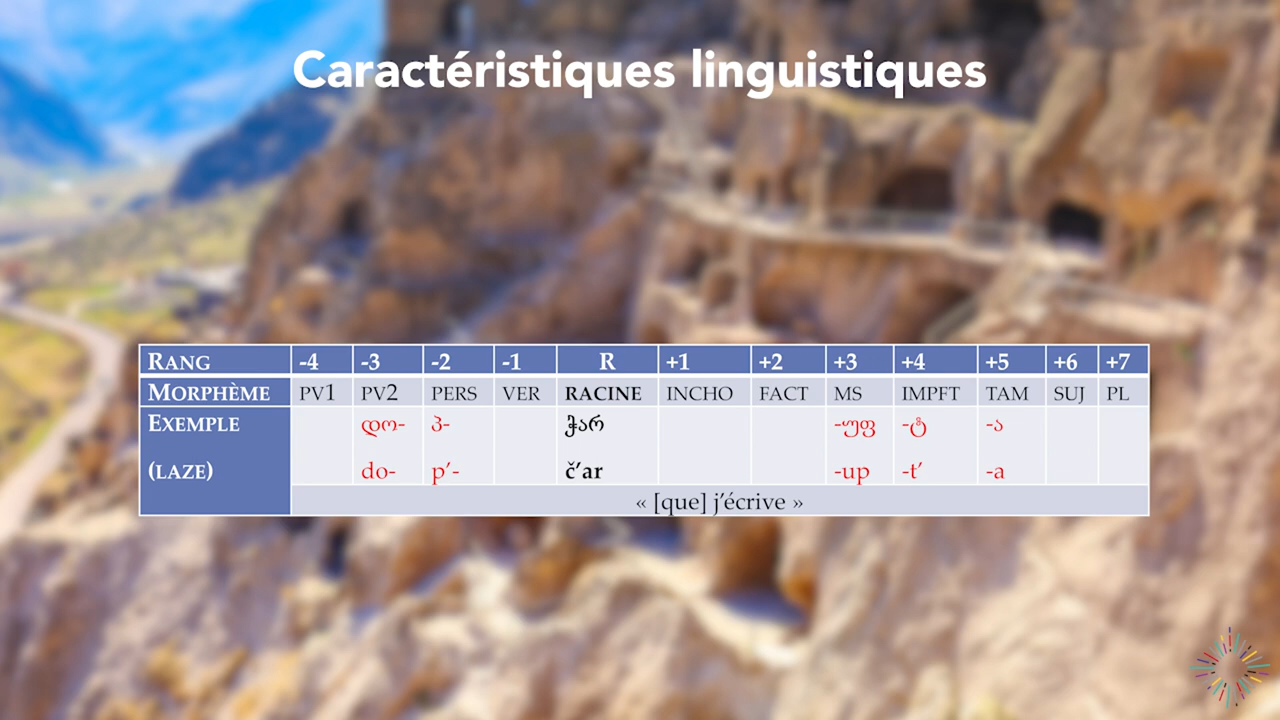 Caractéristiques linguistiques
RANG -4 -3 -2 -1 R +1 +2 +3 +4 +5 +6 +7
MORPHÈME PV1 PV2 PERS VER RACINE INCHO FACT MS IMPFT TAM SUJ PL
EXEMPLE დო- პ- ჭარ -უფ -ტ -ა
(LAZE) do- p’- č’ar -up -t’ -a
« [que] j’écrive »